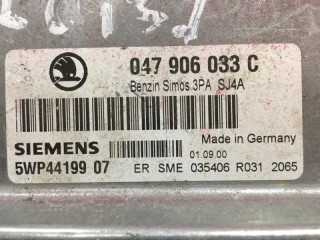 047 906 033 C
Benzin Simos.3PA SJ4A
Made in Germany
SIEMENS
01.09.00
5WP44199 07
ER SME 035406 R031 2065